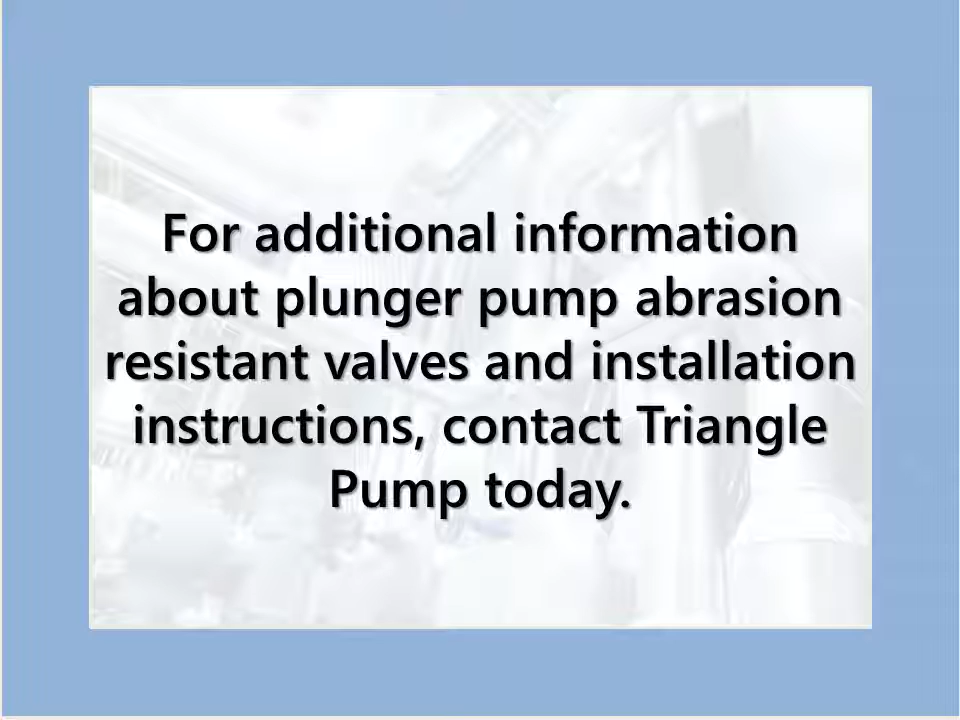 For additional information
about plunger pump abrasion
resistant valves and installation
instructions, contact Triangle
Pump today.